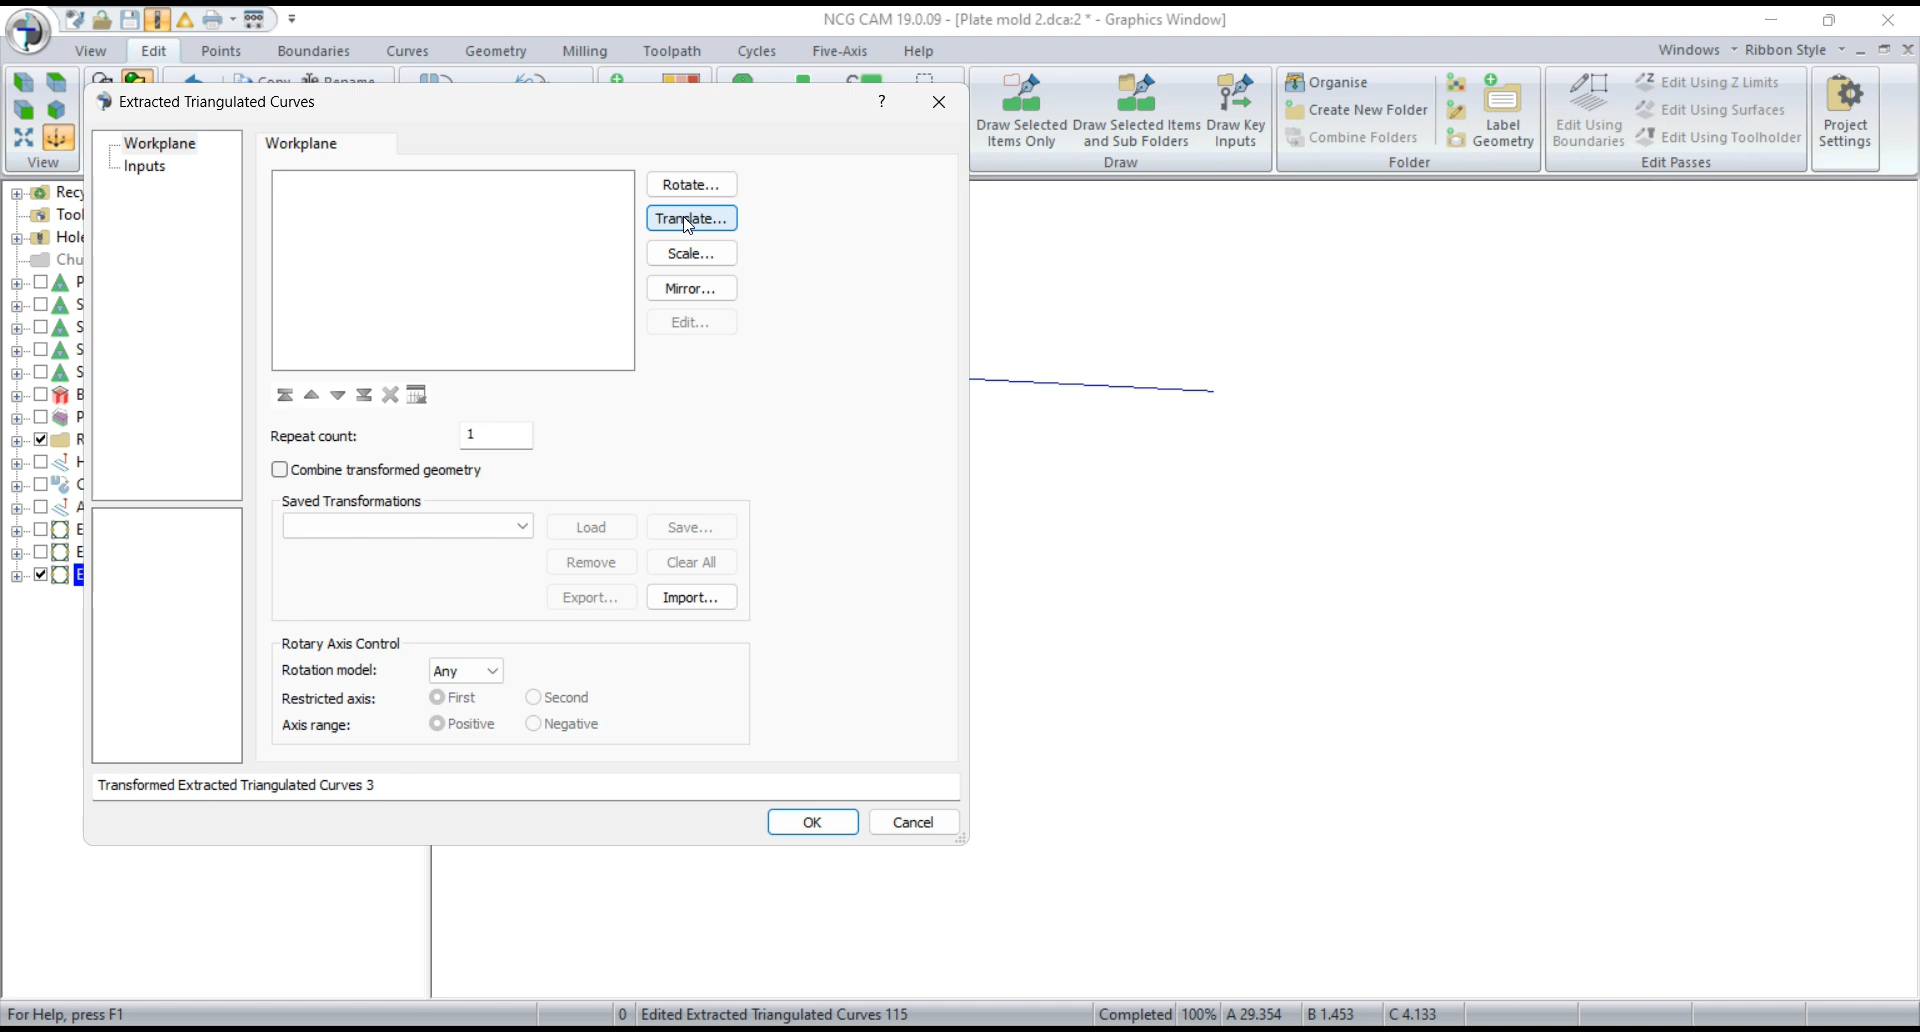 NCG CAM 19.0.09 - [Plate mold 2.dca:2 * - Graphics Window]
View Edit Points Boundaries Curves Geometry Milling Toolpath Cycles Five-Axis Help Windows Ribbon Style
Copy Rename
Extracted Triangulated Curves ?
View
Draw Selected Items Only
Draw Selected Items and Sub Folders
Draw Key Inputs
Draw
Organise
Create New Folder
Combine Folders
Label Geometry
Folder
Edit Using Boundaries
Edit Using Z Limits
Edit Using Surfaces
Edit Using Toolholder
Edit Passes
Project Settings
Workplane
Inputs
Workplane
Rotate...
Translate...
Scale...
Mirror...
Edit...
Repeat count: 1
Combine transformed geometry
Saved Transformations
Load Save...
Remove Clear All
Export... Import...
Rotary Axis Control
Rotation model: Any
Restricted axis: First Second
Axis range: Positive Negative
Transformed Extracted Triangulated Curves 3
OK Cancel
For Help, press F1 0 Edited Extracted Triangulated Curves 115 Completed 100% A 29.354 B 1.453 C 4.133